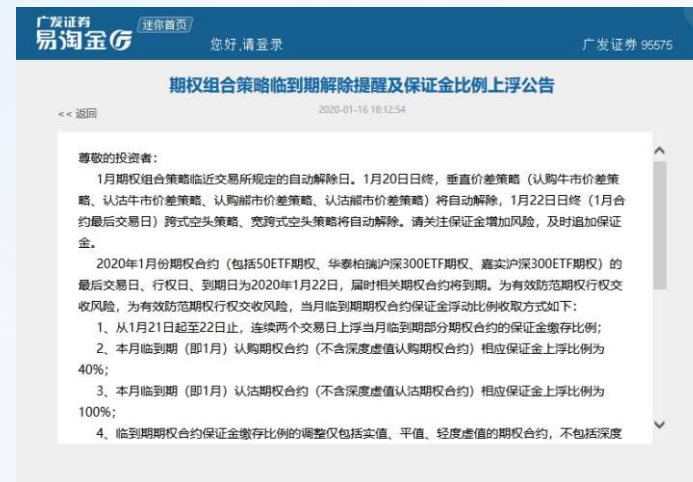 广发证券 迷你首页
易淘金 您好,请登录 广发证券 95575
期权组合策略临到期解除提醒及保证金比例上浮公告
<< 返回 2020-01-16 18:12:54
尊敬的投资者：
1月期权组合策略临近交易所规定的自动解除日。1月20日日终，垂直价差策略（认购牛市价差策
略、认沽牛市价差策略、认购熊市价差策略、认沽熊市价差策略）将自动解除，1月22日日终（1月合
约最后交易日）跨式空头策略、宽跨式空头策略将自动解除。请关注保证金增加风险，及时追加保证
金。
2020年1月份期权合约（包括50ETF期权、华泰柏瑞沪深300ETF期权、嘉实沪深300ETF期权）的
最后交易日、行权日、到期日为2020年1月22日，届时相关期权合约将到期。为有效防范期权行权交
收风险，为有效防范期权行权交收风险，当月临到期期权合约保证金浮动比例收取方式如下：
1、从1月21日起至22日止，连续两个交易日上浮当月临到期部分期权合约的保证金缴存比例；
2、本月临到期（即1月）认购期权合约（不含深度虚值认购期权合约）相应保证金上浮比例为
40%；
3、本月临到期（即1月）认沽期权合约（不含深度虚值认沽期权合约）相应保证金上浮比例为
100%；
4、临到期期权合约保证金缴存比例的调整仅包括实值、平值、轻度虚值的期权合约，不包括深度